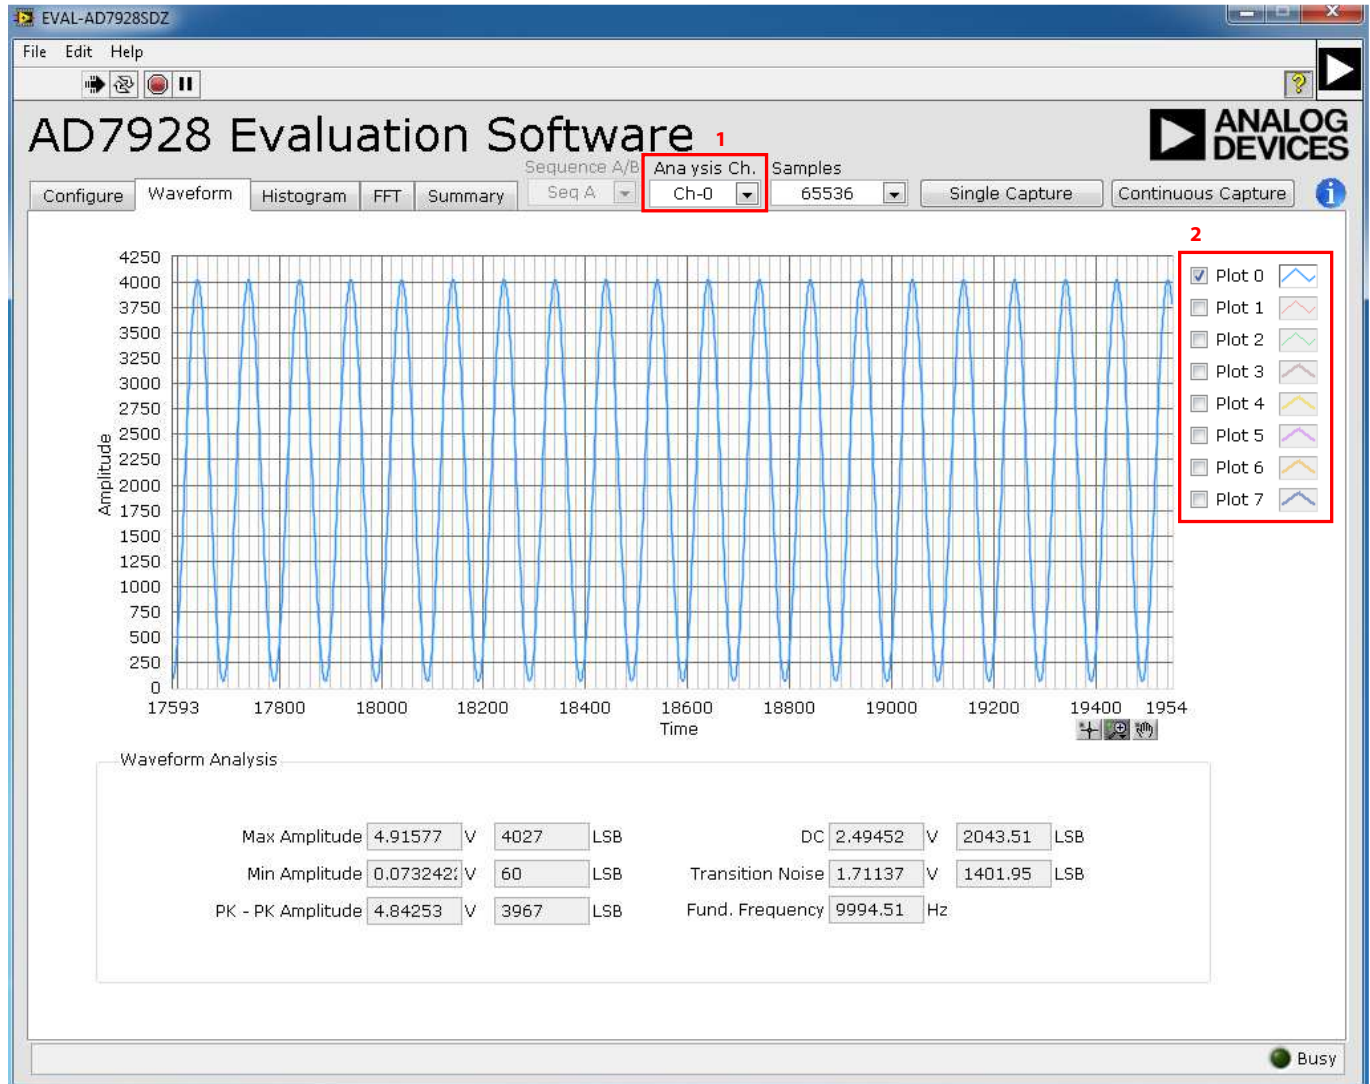 EVAL-AD7928SDZ
File Edit Help
AD7928 Evaluation Software
ANALOG
DEVICES
1
Sequence A/B Ana ysis Ch. Samples
Configure Waveform Histogram FFT Summary Seq A Ch-0 65536 Single Capture Continuous Capture
2
Plot 0
Plot 1
Plot 2
Plot 3
Plot 4
Plot 5
Plot 6
Plot 7
Amplitude
4250
4000
3750
3500
3250
3000
2750
2500
2250
2000
1750
1500
1250
1000
750
500
250
0
17593 17800 18000 18200 18400 18600 18800 19000 19200 19400 1954
Time
Waveform Analysis
Max Amplitude 4.91577 V 4027 LSB DC 2.49452 V 2043.51 LSB
Min Amplitude 0.073242 V 60 LSB Transition Noise 1.71137 V 1401.95 LSB
PK - PK Amplitude 4.84253 V 3967 LSB Fund. Frequency 9994.51 Hz
Busy